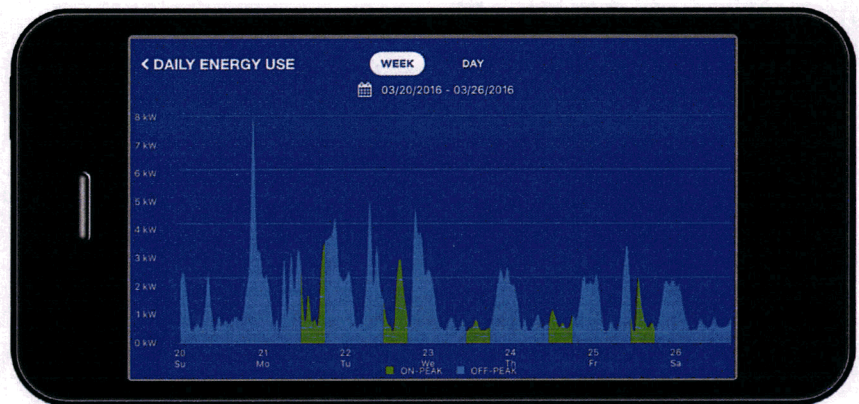 < DAILY ENERGY USE WEEK DAY
03/20/2016 - 03/26/2016
8 kW
7 kW
6 kW
5 kW
4 kW
3 kW
2 kW
1 kW
0 kW
20 21 22 23 24 25 26
Su Mo Tu We Th Fr Sa
ON-PEAK OFF-PEAK